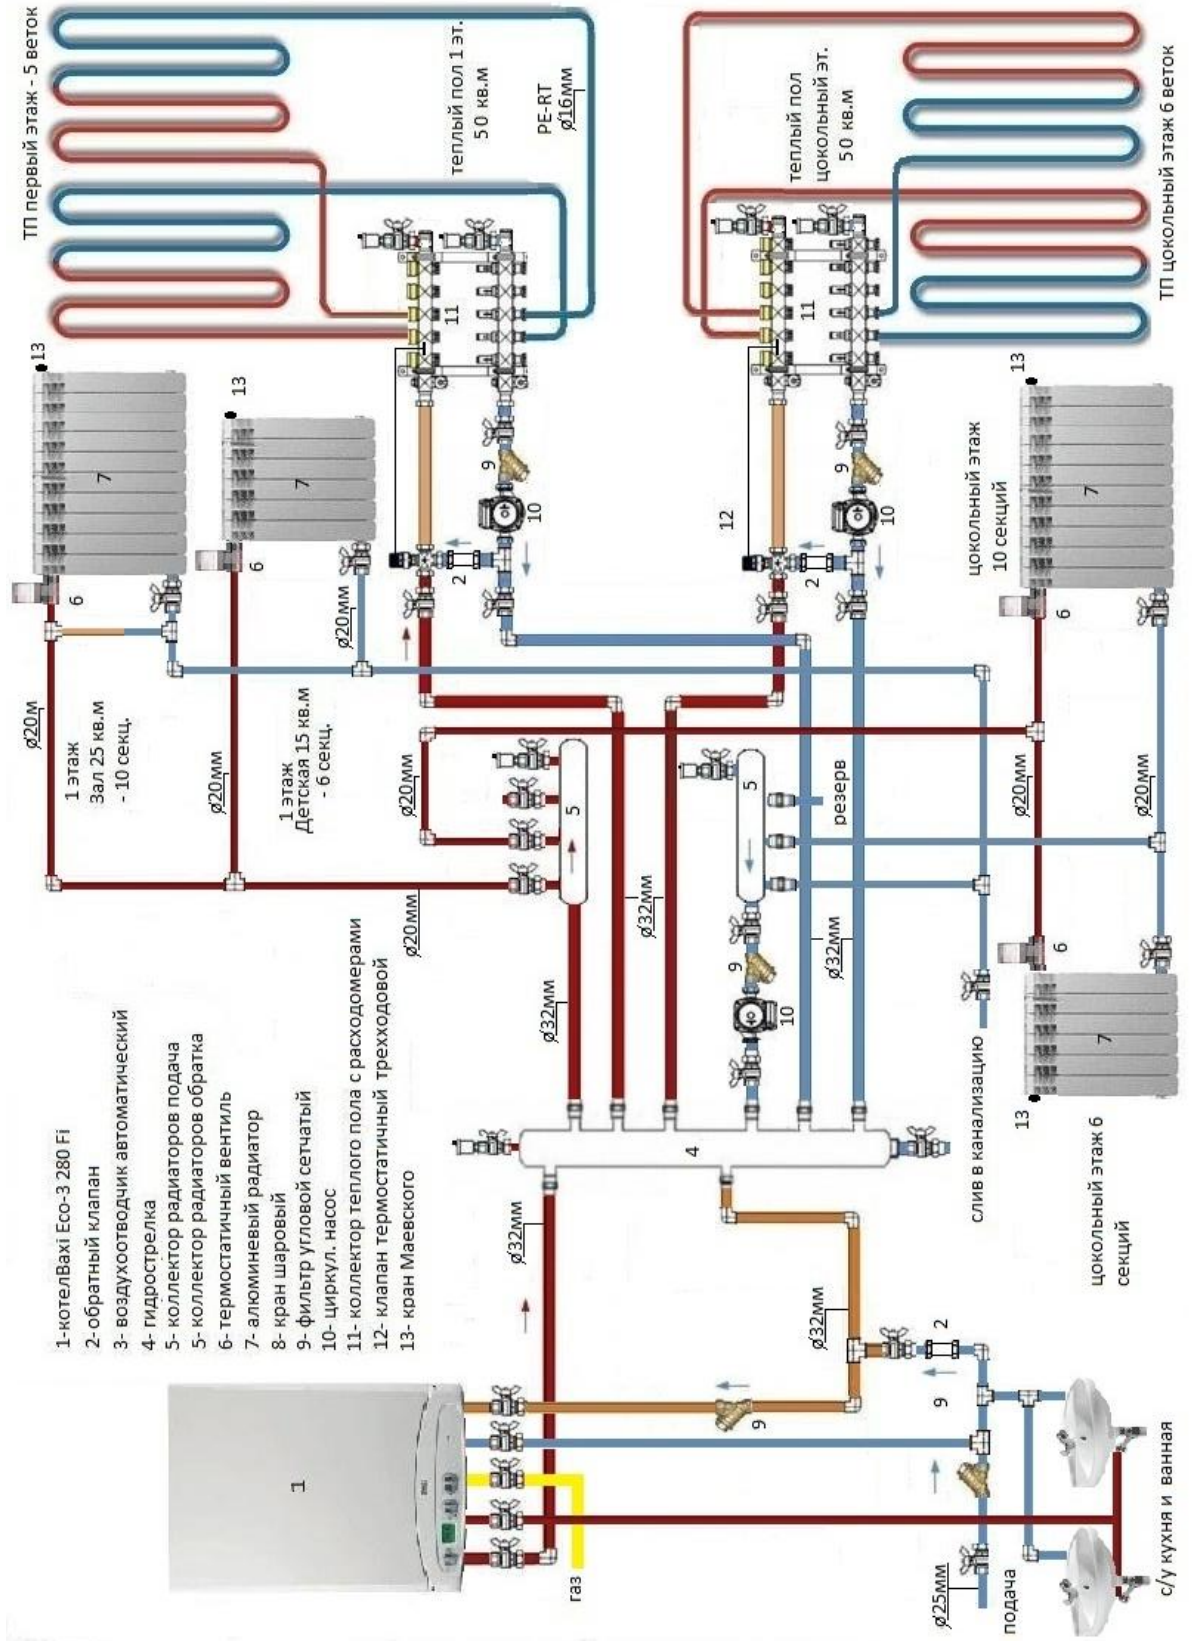 ТП первый этаж - 5 веток
теплый пол 1 эт.
50 кв.м
PE-RT
ø16мм
теплый пол
цокольный эт.
50 кв.м
ТП цокольный этаж 6 веток
13
7
6
13
7
6
11
9
10
2
12
11
9
10
2
13
цокольный этаж
10 секций
7
6
ø20м
1 этаж
Зал 25 кв.м
- 10 секц.
ø20мм
ø20мм
1 этаж
Детская 15 кв.м
- 6 секц.
ø20мм
5
5
резерв
ø20мм
ø20мм
ø20мм
ø32мм
ø32мм
ø32мм
9
10
6
7
13
слив в канализацию
цокольный этаж 6
секций
4
1-котелBaxi Eco-3 280 Fi
2-обратный клапан
3- воздухоотводчик автоматический
4- гидрострелка
5- коллектор радиаторов подача
5- коллектор радиаторов обратка
6- термостатичный вентиль
7- алюминевый радиатор
8- кран шаровый
9- фильтр угловой сетчатый
10- циркул. насос
11- коллектор теплого пола с расходомерами
12- клапан термостатичный трехходовой
13- кран Маевского
ø32мм
ø32мм
1
газ
9
2
9
ø25мм
подача
с/у кухня и ванная